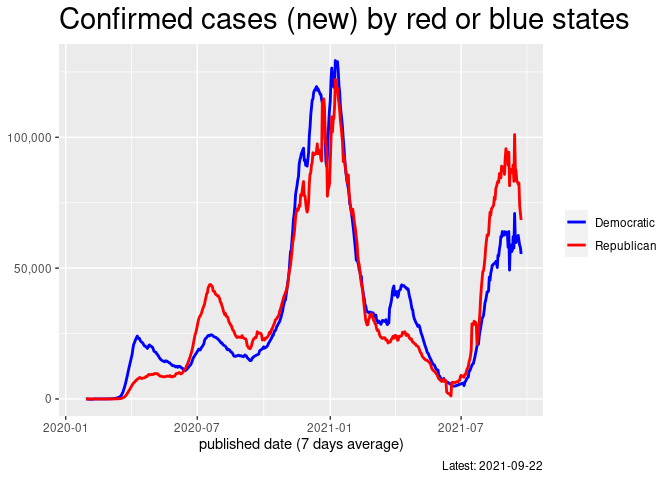 Confirmed cases (new) by red or blue states
100,000
50,000
0
2020-01 2020-07 2021-01 2021-07
published date (7 days average)
Democratic
Republican
Latest: 2021-09-22